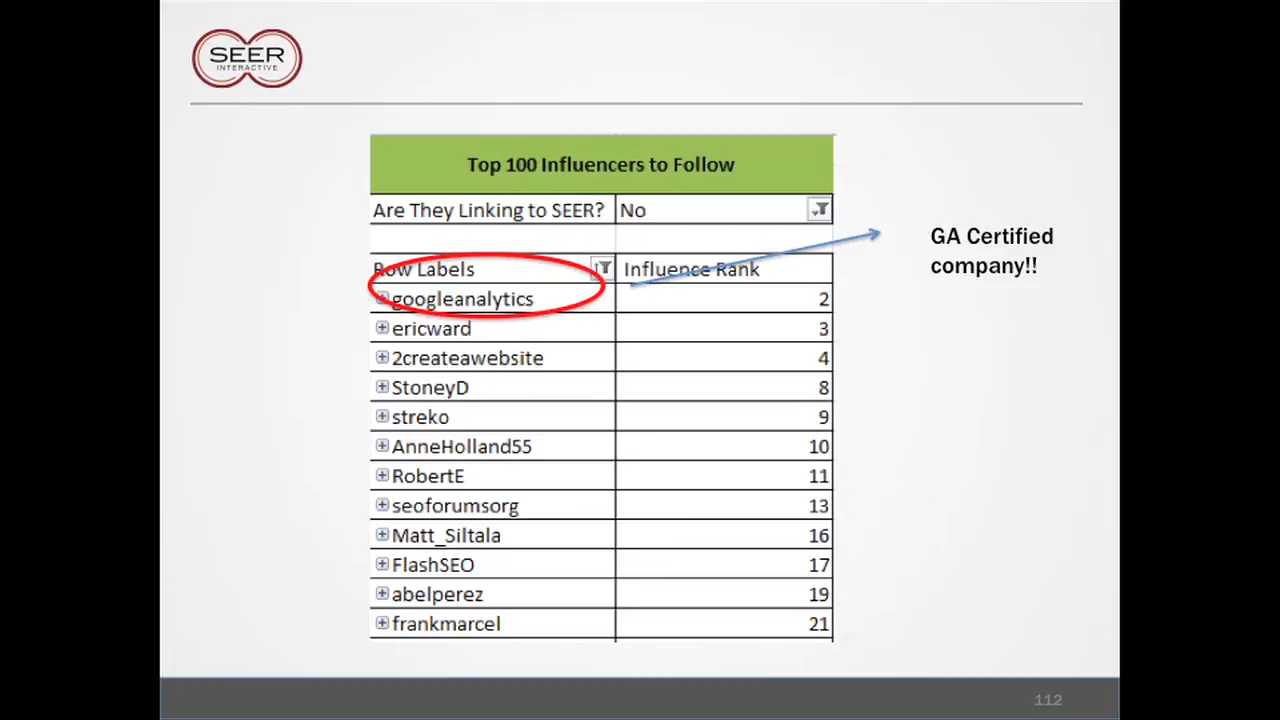 SEER
INTERACTIVE
Top 100 Influencers to Follow
Are They Linking to SEER? No
Row Labels Influence Rank
googleanalytics 2
ericward 3
2createawebsite 4
StoneyD 8
streko 9
AnneHolland55 10
RobertE 11
seoforumsorg 13
Matt_Siltala 16
FlashSEO 17
abelperez 19
frankmarcel 21
GA Certified
company!!
112